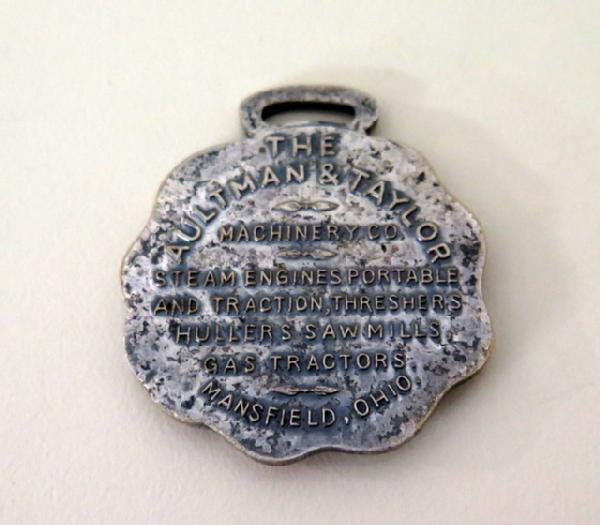 THE
AULTMAN & TAYLOR
MACHINERY CO
STEAM ENGINES PORTABLE
AND TRACTION, THRESHERS
HULLERS SAWMILLS
GAS TRACTORS
MANSFIELD, OHIO